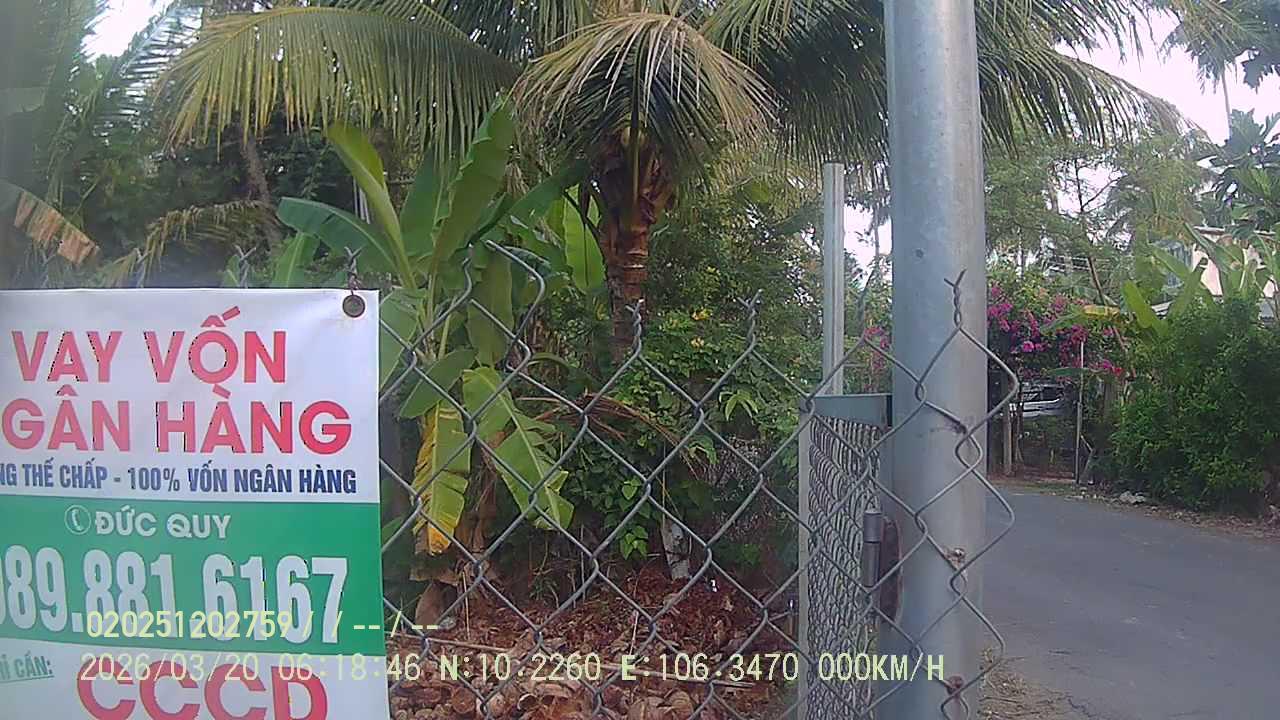 VAY VỐN
GÂN HÀNG
NG THẾ CHẤP - 100% VỐN NGÂN HÀNG
ĐỨC QUY
089.881.6167
CẦN:
CCCD
020251202759 / / -- / --
2026/03/20 06:18:46 N:10.2260 E:106.3470 000KM/H